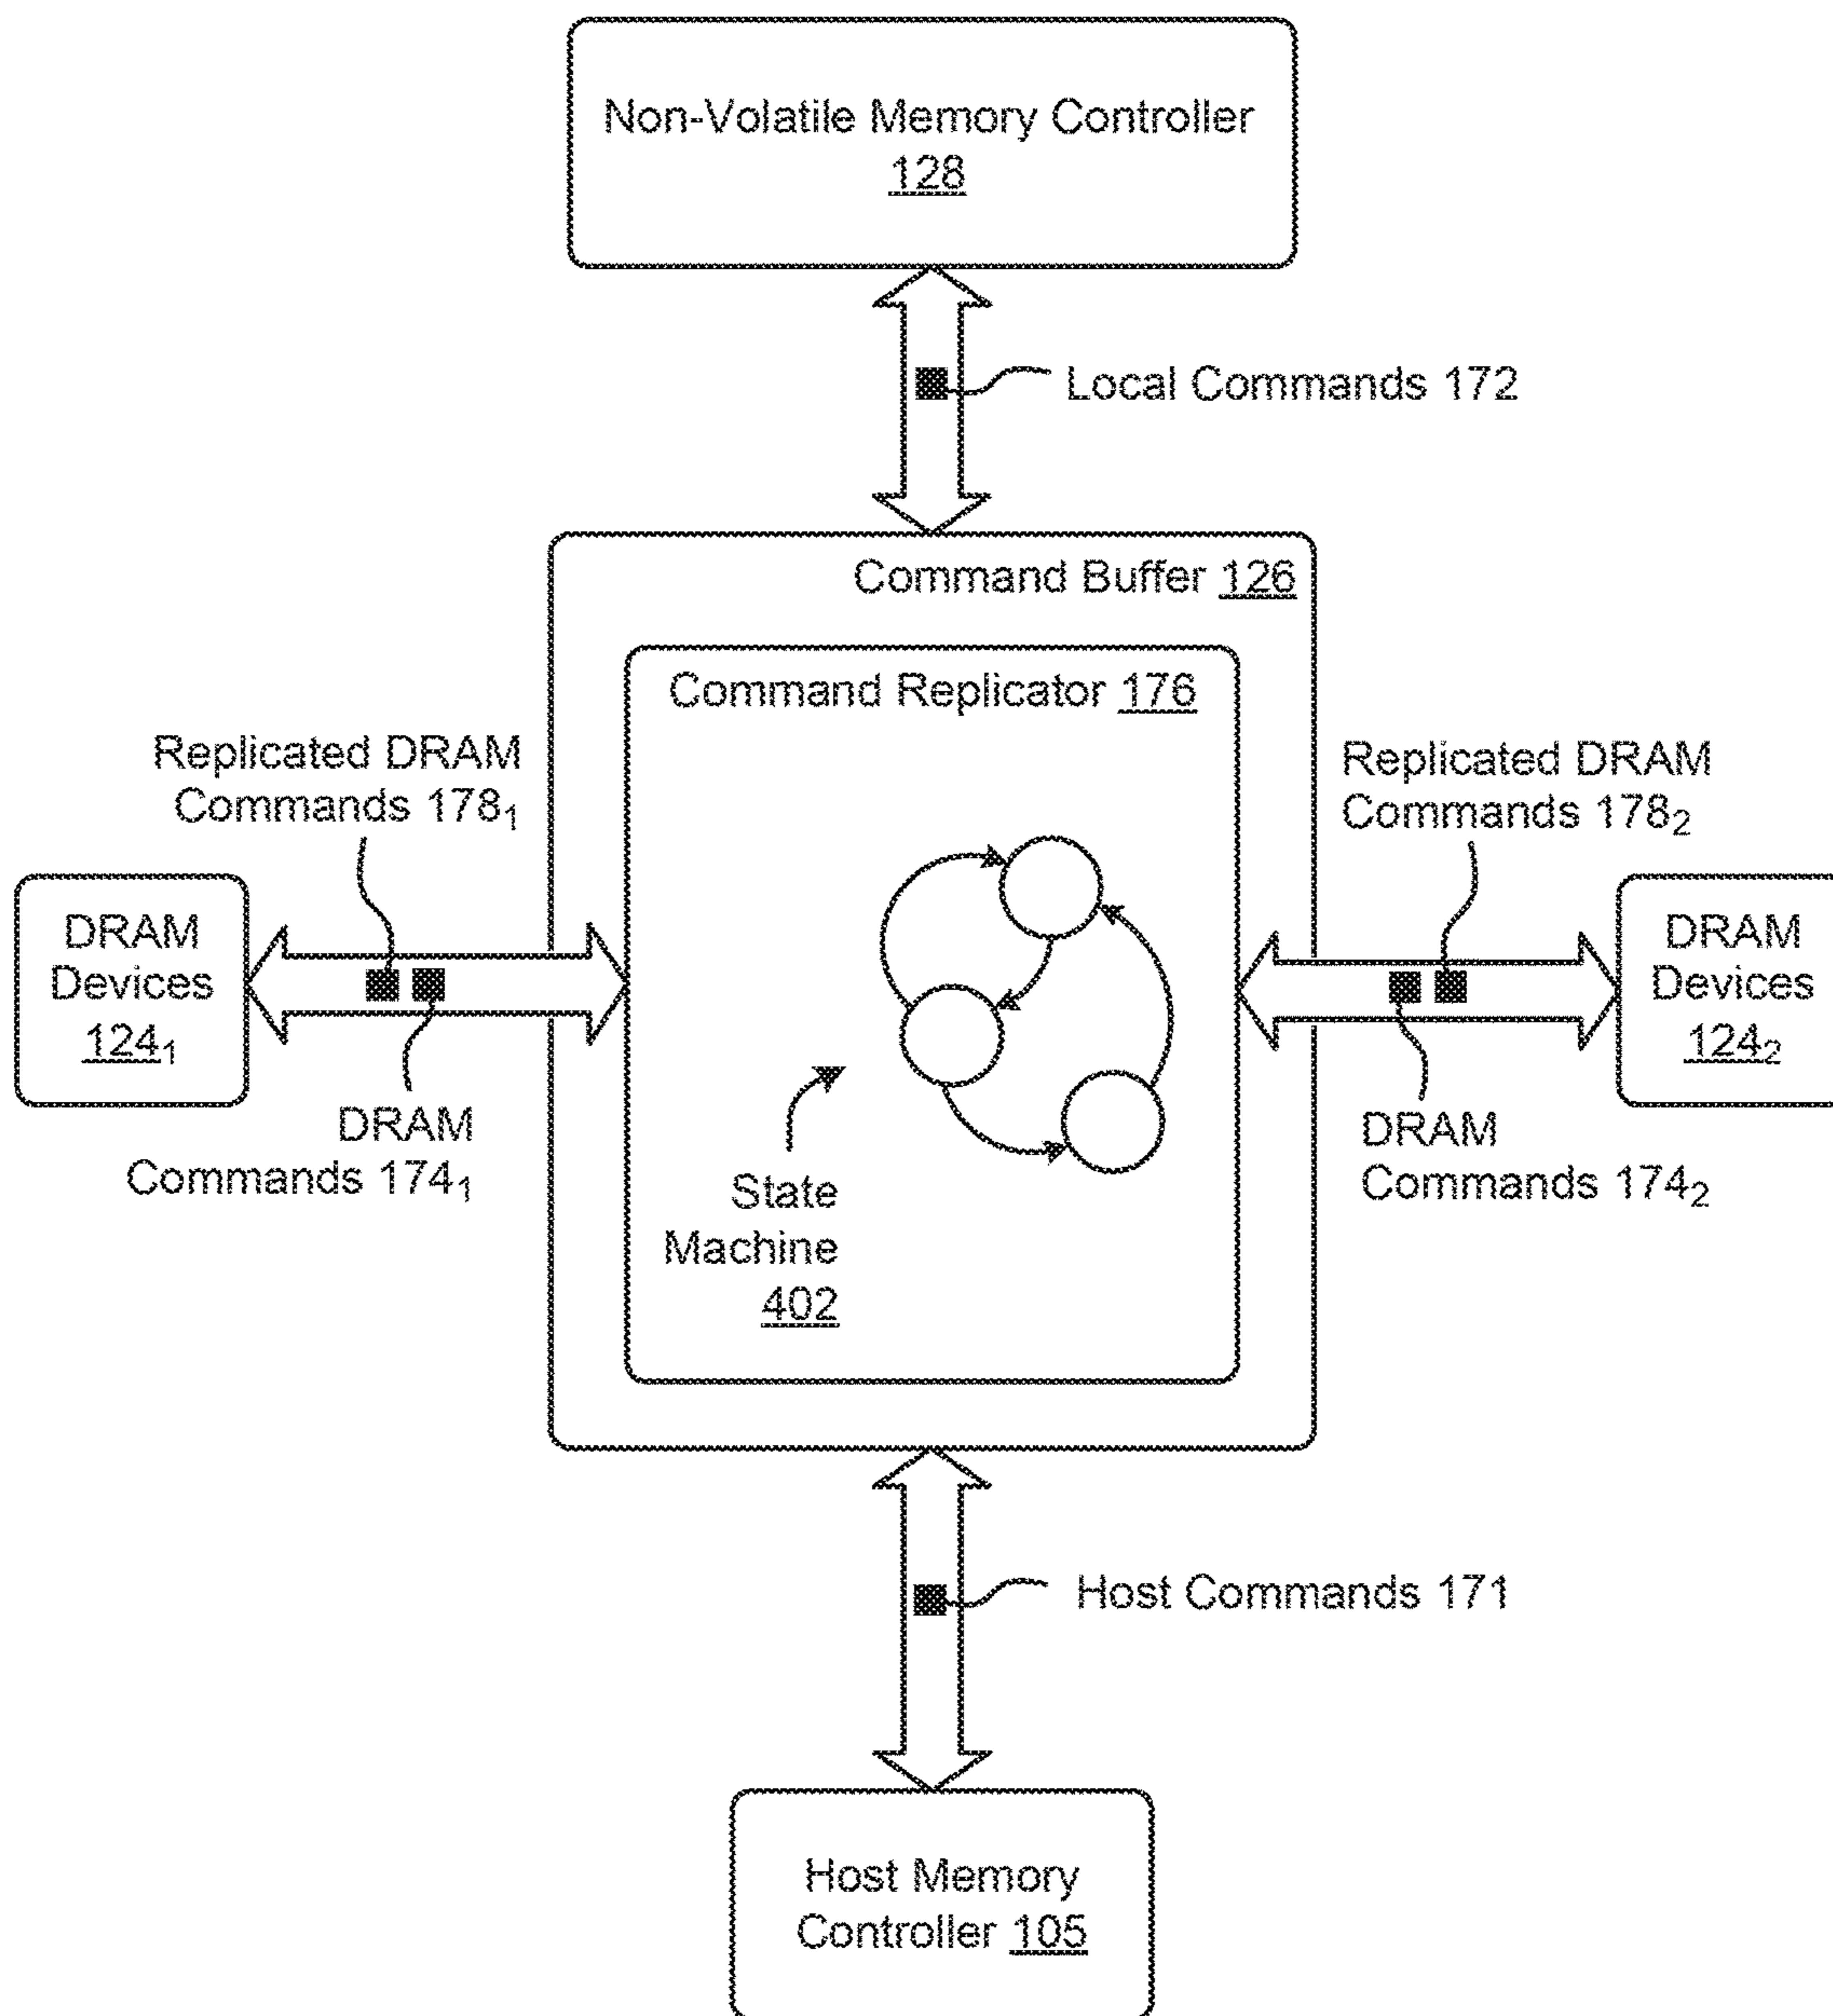 Non-Volatile Memory Controller
128
Local Commands 172
Command Buffer 126
Command Replicator 176
Replicated DRAM
Commands 178₁
Replicated DRAM
Commands 178₂
DRAM
Devices
124₁
DRAM
Devices
124₂
DRAM
Commands 174₁
DRAM
Commands 174₂
State
Machine
402
Host Commands 171
Host Memory
Controller 105